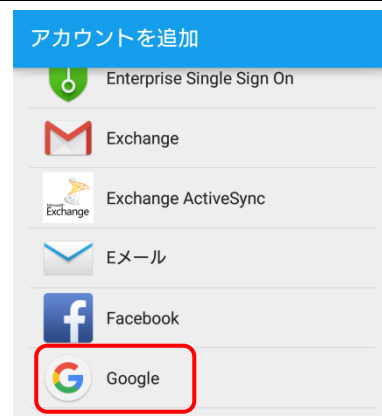 アカウントを追加
Enterprise Single Sign On
Exchange
Exchange ActiveSync
Eメール
Facebook
Google